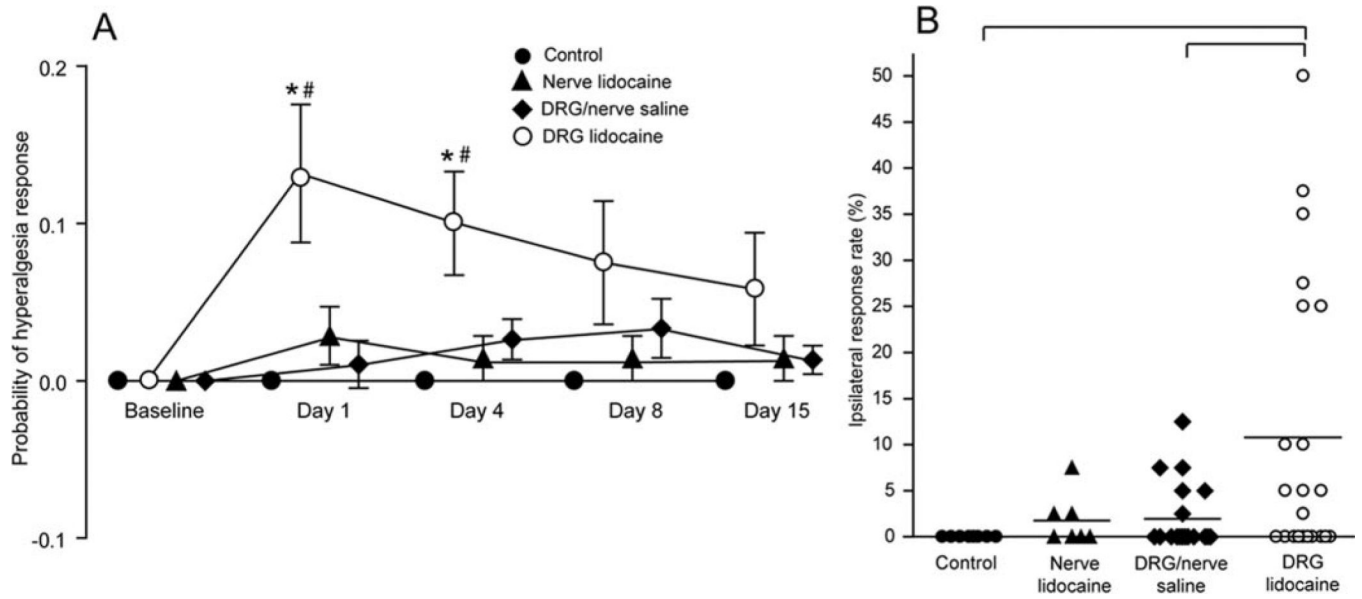 A
Probability of hyperalgesia response
0.2
0.1
0.0
-0.1
* #
* #
Control
Nerve lidocaine
DRG/nerve saline
DRG lidocaine
Baseline
Day 1
Day 4
Day 8
Day 15
B
Ipsilateral response rate (%)
50
45
40
35
30
25
20
15
10
5
0
Control
Nerve
lidocaine
DRG/nerve
saline
DRG
lidocaine